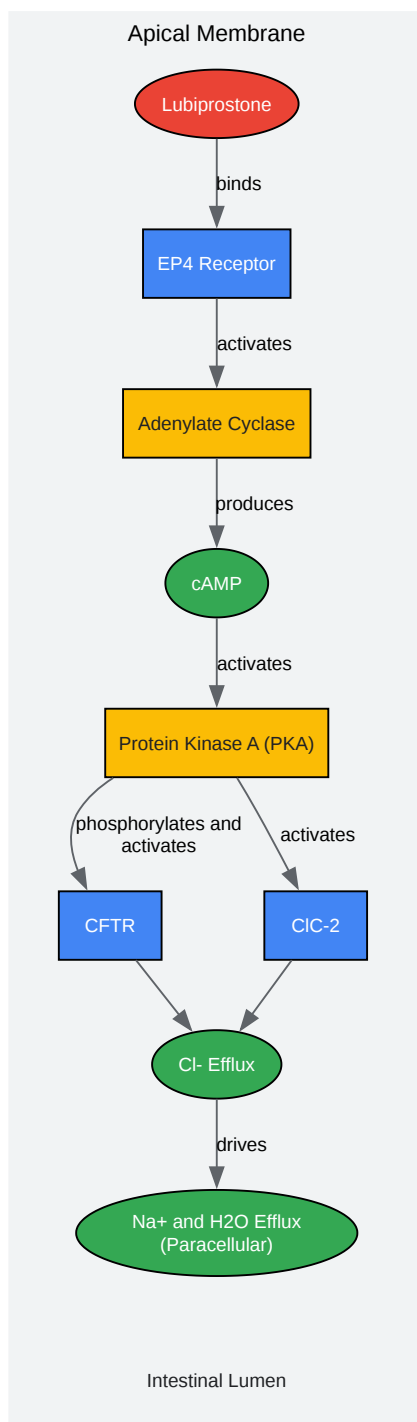 Apical Membrane
Lubiprostone
binds
EP4 Receptor
activates
Adenylate Cyclase
produces
cAMP
activates
Protein Kinase A (PKA)
phosphorylates and
activates
activates
CFTR
ClC-2
Cl- Efflux
drives
Na+ and H2O Efflux
(Paracellular)
Intestinal Lumen